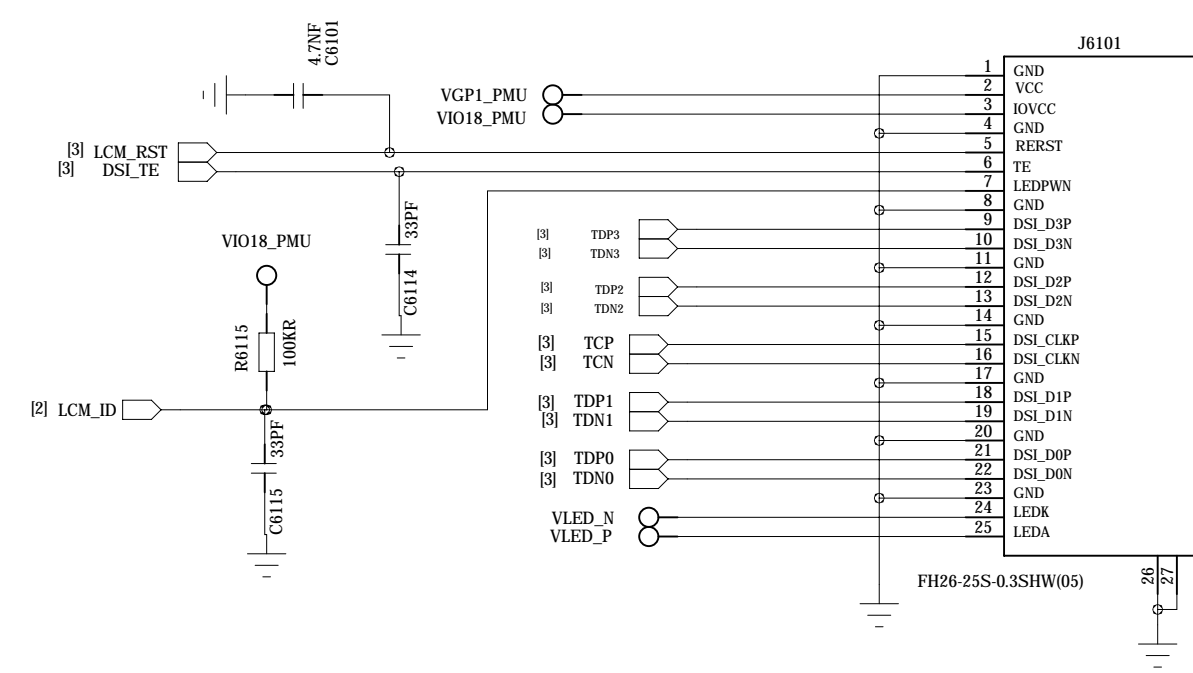 4.7NF
C6101
J6101
VGP1_PMU
VIO18_PMU
[3] LCM_RST
[3] DSI_TE
VIO18_PMU
33PF
C6114
R6115
100KR
[2] LCM_ID
33PF
C6115
[3] TDP3
[3] TDN3
[3] TDP2
[3] TDN2
[3] TCP
[3] TCN
[3] TDP1
[3] TDN1
[3] TDP0
[3] TDN0
VLED_N
VLED_P
1 GND
2 VCC
3 IOVCC
4 GND
5 RERST
6 TE
7 LEDPWN
8 GND
9 DSI_D3P
10 DSI_D3N
11 GND
12 DSI_D2P
13 DSI_D2N
14 GND
15 DSI_CLKP
16 DSI_CLKN
17 GND
18 DSI_D1P
19 DSI_D1N
20 GND
21 DSI_D0P
22 DSI_D0N
23 GND
24 LEDK
25 LEDA
FH26-25S-0.3SHW(05)
26
27